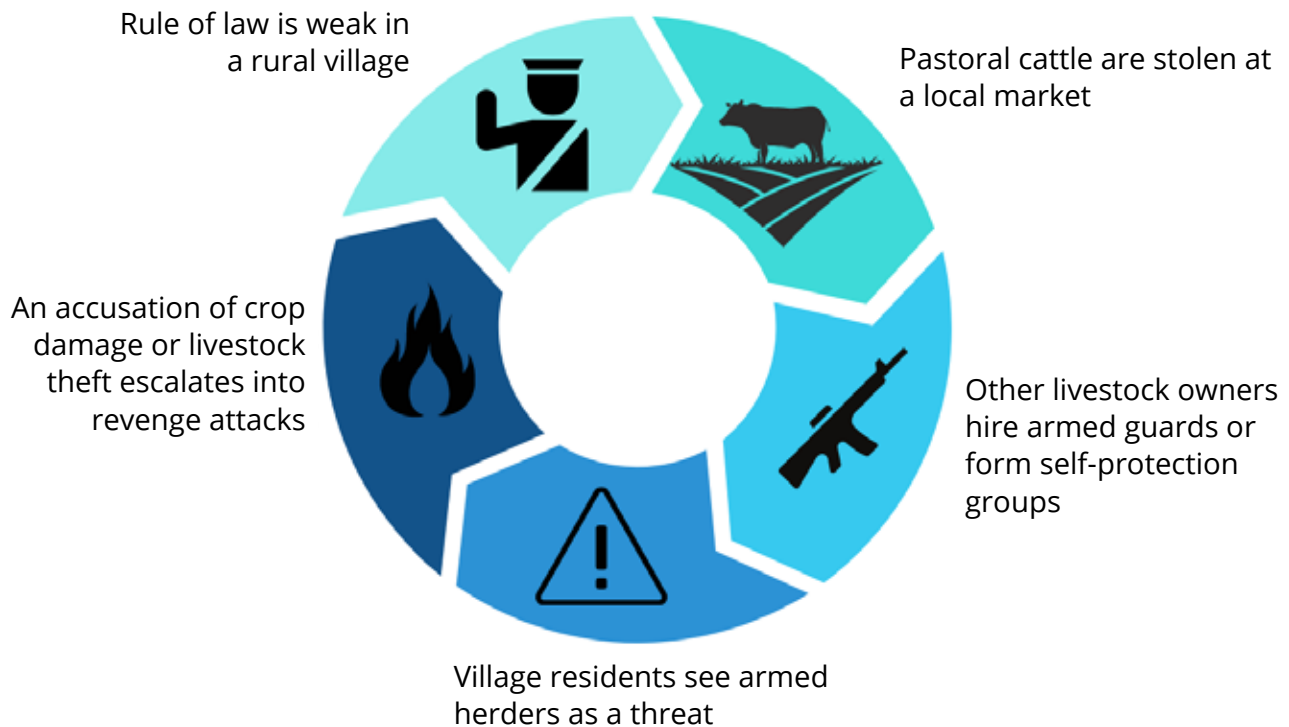 Rule of law is weak in
a rural village
Pastoral cattle are stolen at
a local market
Other livestock owners
hire armed guards or
form self-protection
groups
Village residents see armed
herders as a threat
An accusation of crop
damage or livestock
theft escalates into
revenge attacks